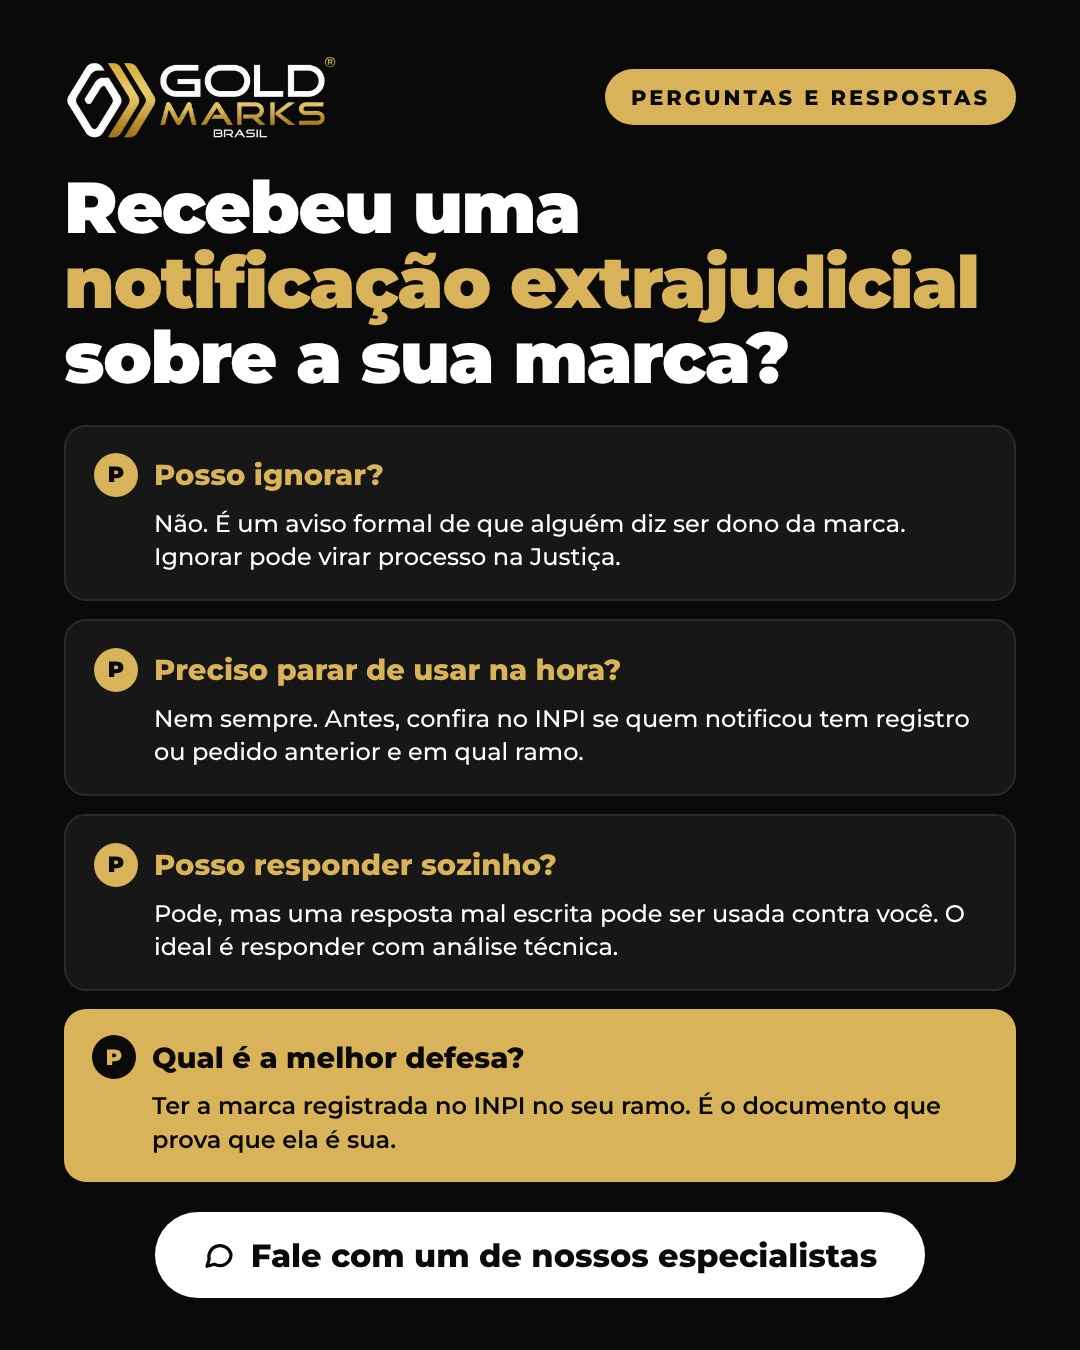 GOLD®
MARKS
BRASIL
PERGUNTAS E RESPOSTAS
Recebeu uma
notificação extrajudicial
sobre a sua marca?
P Posso ignorar?
Não. É um aviso formal de que alguém diz ser dono da marca.
Ignorar pode virar processo na Justiça.
P Preciso parar de usar na hora?
Nem sempre. Antes, confira no INPI se quem notificou tem registro
ou pedido anterior e em qual ramo.
P Posso responder sozinho?
Pode, mas uma resposta mal escrita pode ser usada contra você. O
ideal é responder com análise técnica.
P Qual é a melhor defesa?
Ter a marca registrada no INPI no seu ramo. É o documento que
prova que ela é sua.
Fale com um de nossos especialistas